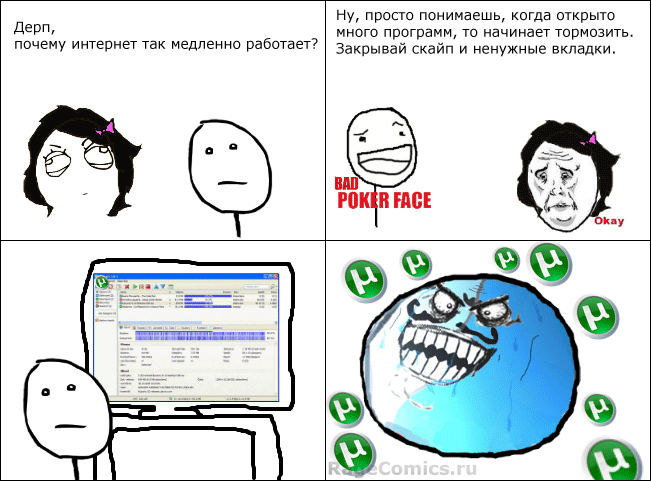 Дерп,
почему интернет так медленно работает?
Ну, просто понимаешь, когда открыто
много программ, то начинает тормозить.
Закрывай скайп и ненужные вкладки.
BAD
POKER FACE
Okay
µ
µ
µ
µ
µ
µ
µ
µ
µ
RageComics.ru